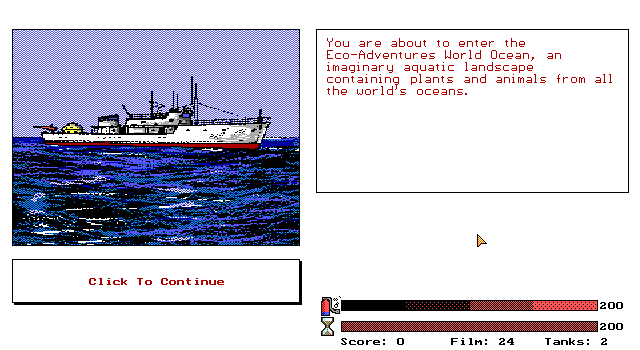 You are about to enter the
Eco-Adventures World Ocean, an
imaginary aquatic landscape
containing plants and animals from all
the world's oceans.
Click To Continue
200
200
Score: 0 Film: 24 Tanks: 2